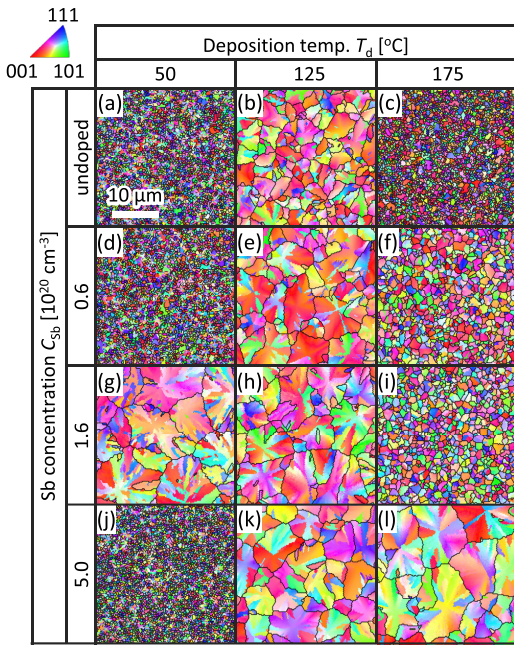 111
001 101
Deposition temp. T_d [°C]
50 125 175
Sb concentration C_Sb [10^20 cm^-3]
undoped
(a) (b) (c)
10 μm
0.6
(d) (e) (f)
1.6
(g) (h) (i)
5.0
(j) (k) (l)